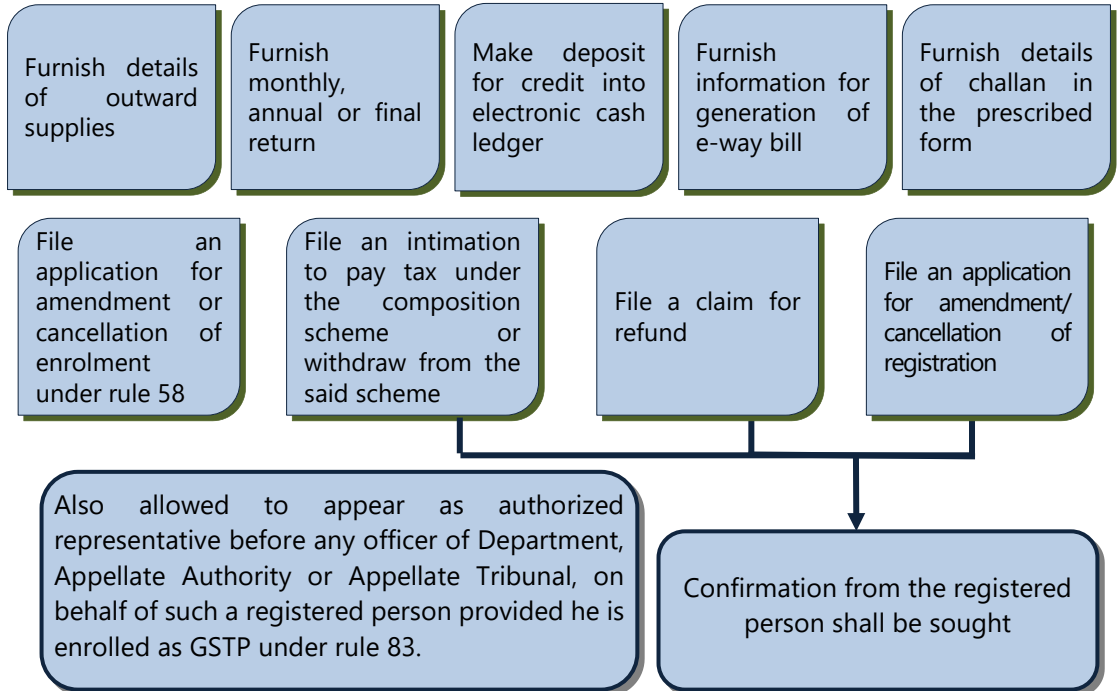 Furnish details
of outward
supplies
Furnish
monthly,
annual or final
return
Make deposit
for credit into
electronic cash
ledger
Furnish
information for
generation of
e-way bill
Furnish details
of challan in
the prescribed
form
File an
application for
amendment or
cancellation of
enrolment
under rule 58
File an intimation
to pay tax under
the composition
scheme or
withdraw from the
said scheme
File a claim for
refund
File an application
for amendment/
cancellation of
registration
Also allowed to appear as authorized
representative before any officer of Department,
Appellate Authority or Appellate Tribunal, on
behalf of such a registered person provided he is
enrolled as GSTP under rule 83.
Confirmation from the registered
person shall be sought